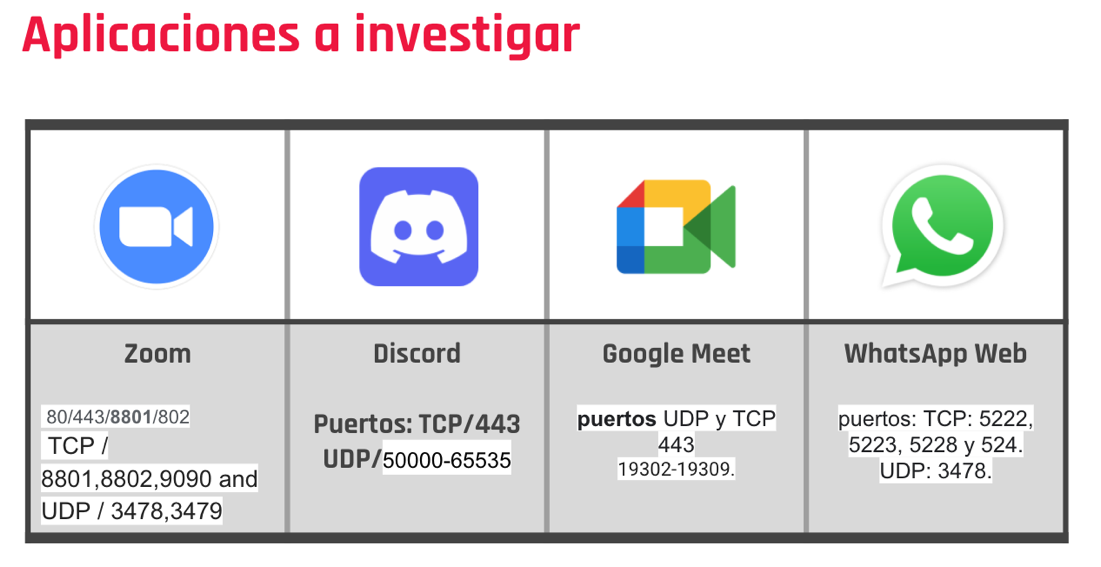 Aplicaciones a investigar
Zoom
80/443/8801/802
TCP /
8801,8802,9090 and
UDP / 3478,3479
Discord
Puertos: TCP/443
UDP/50000-65535
Google Meet
puertos UDP y TCP
443
19302-19309.
WhatsApp Web
puertos: TCP: 5222,
5223, 5228 y 524.
UDP: 3478.